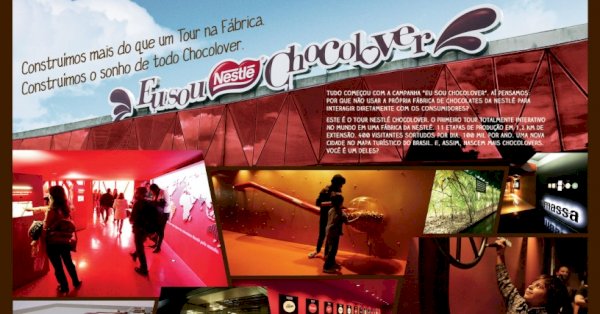 Construímos mais do que um Tour na Fábrica.
Construímos o sonho de todo Chocolover.
Eu sou Nestlé Chocolover
TUDO COMEÇOU COM A CAMPANHA "EU SOU CHOCOLOVER". AÍ PENSAMOS:
POR QUE NÃO USAR A PRÓPRIA FÁBRICA DE CHOCOLATES DA NESTLÉ PARA
INTERAGIR DIRETAMENTE COM OS CONSUMIDORES?
ESTE É O TOUR NESTLÉ CHOCOLOVER. O PRIMEIRO TOUR TOTALMENTE INTERATIVO
NO MUNDO EM UMA FÁBRICA DA NESTLÉ. 11 ETAPAS DE PRODUÇÃO EM 1,3 KM DE
EXTENSÃO. 400 VISITANTES SORTUDOS POR DIA. 100 MIL POR ANO. UMA NOVA
CIDADE NO MAPA TURÍSTICO DO BRASIL. E, ASSIM, NASCEM MAIS CHOCOLOVERS.
VOCÊ É UM DELES?
massa